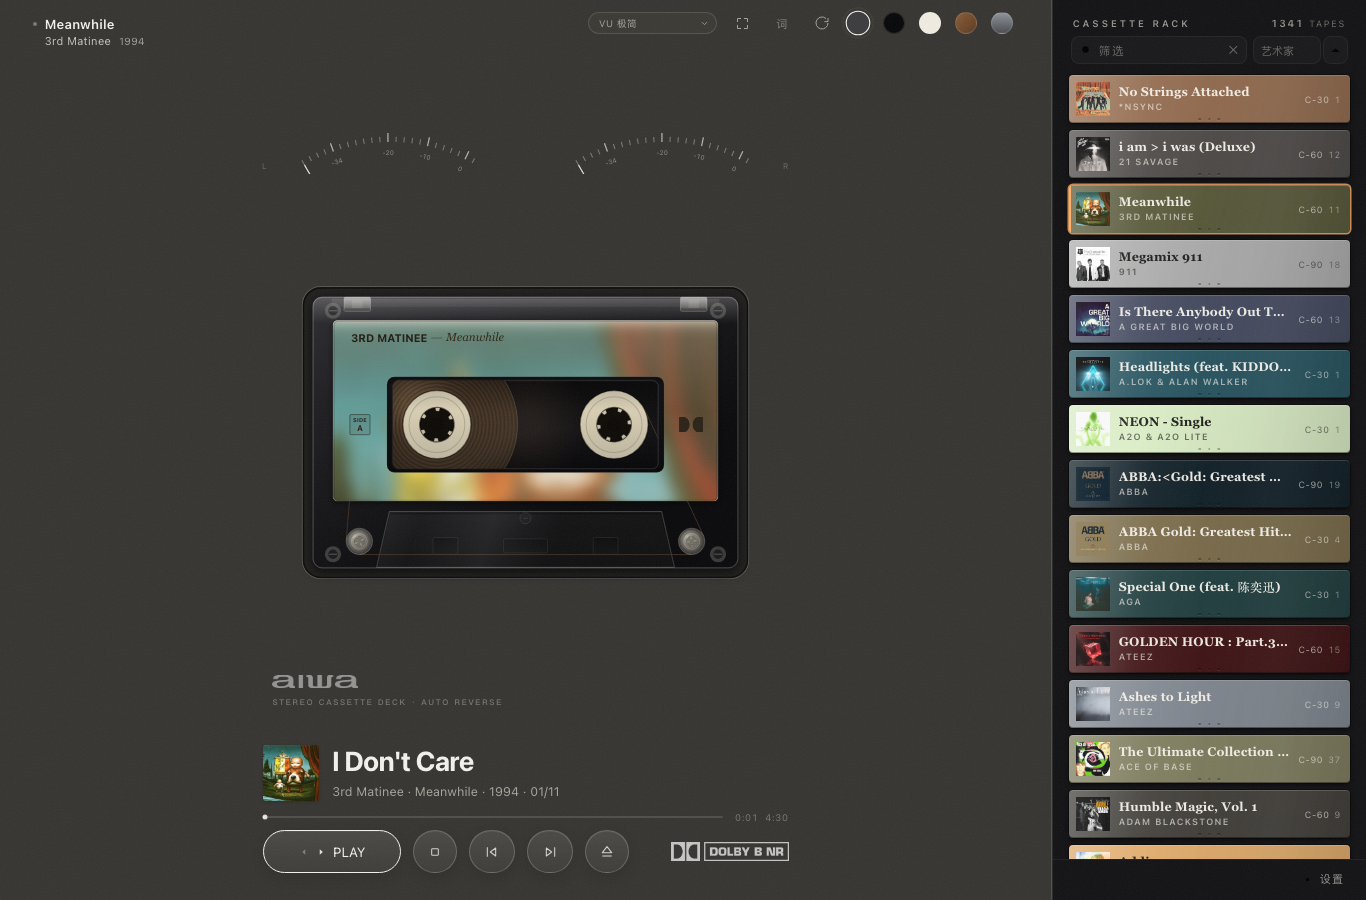 Meanwhile
3rd Matinee 1994
VU 极简
词
L
-34
-20
-10
0
-34
-20
-10
0
R
3RD MATINEE — Meanwhile
SIDE
A
aiwa
STEREO CASSETTE DECK · AUTO REVERSE
I Don't Care
3rd Matinee · Meanwhile · 1994 · 01/11
0:01 4:30
PLAY
DOLBY B NR
CASSETTE RACK 1341 TAPES
筛选
艺术家
No Strings Attached
*NSYNC
C-30 1
i am > i was (Deluxe)
21 SAVAGE
C-60 12
Meanwhile
3RD MATINEE
C-60 11
Megamix 911
911
C-90 18
Is There Anybody Out T...
A GREAT BIG WORLD
C-60 13
Headlights (feat. KIDDO...
A.LOK & ALAN WALKER
C-30 1
NEON - Single
A2O & A2O LITE
C-30 1
ABBA:<Gold: Greatest ...
ABBA
C-90 19
ABBA Gold: Greatest Hit...
ABBA
C-30 4
Special One (feat. 陈奕迅)
AGA
C-30 1
GOLDEN HOUR : Part.3...
ATEEZ
C-60 15
Ashes to Light
ATEEZ
C-30 9
The Ultimate Collection ...
ACE OF BASE
C-90 37
Humble Magic, Vol. 1
ADAM BLACKSTONE
C-60 9
设置